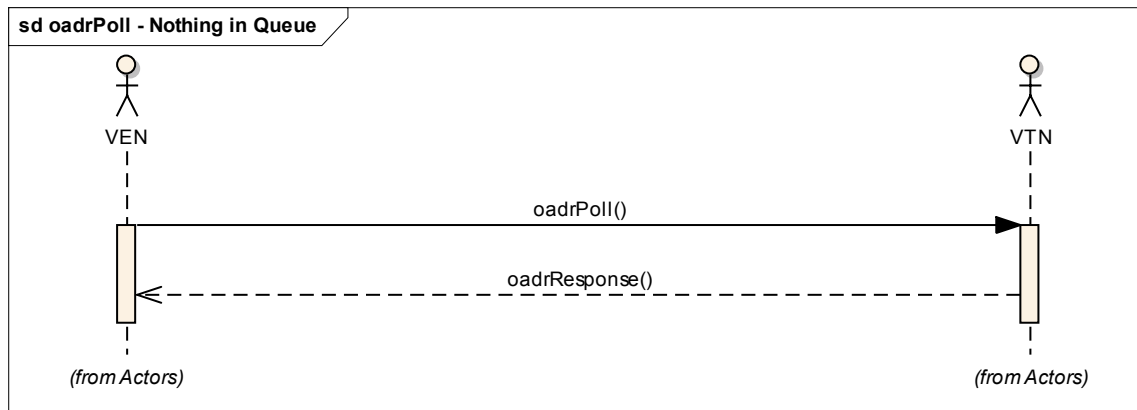 sd oadrPoll - Nothing in Queue
VEN
VTN
oadrPoll()
oadrResponse()
(from Actors)
(from Actors)